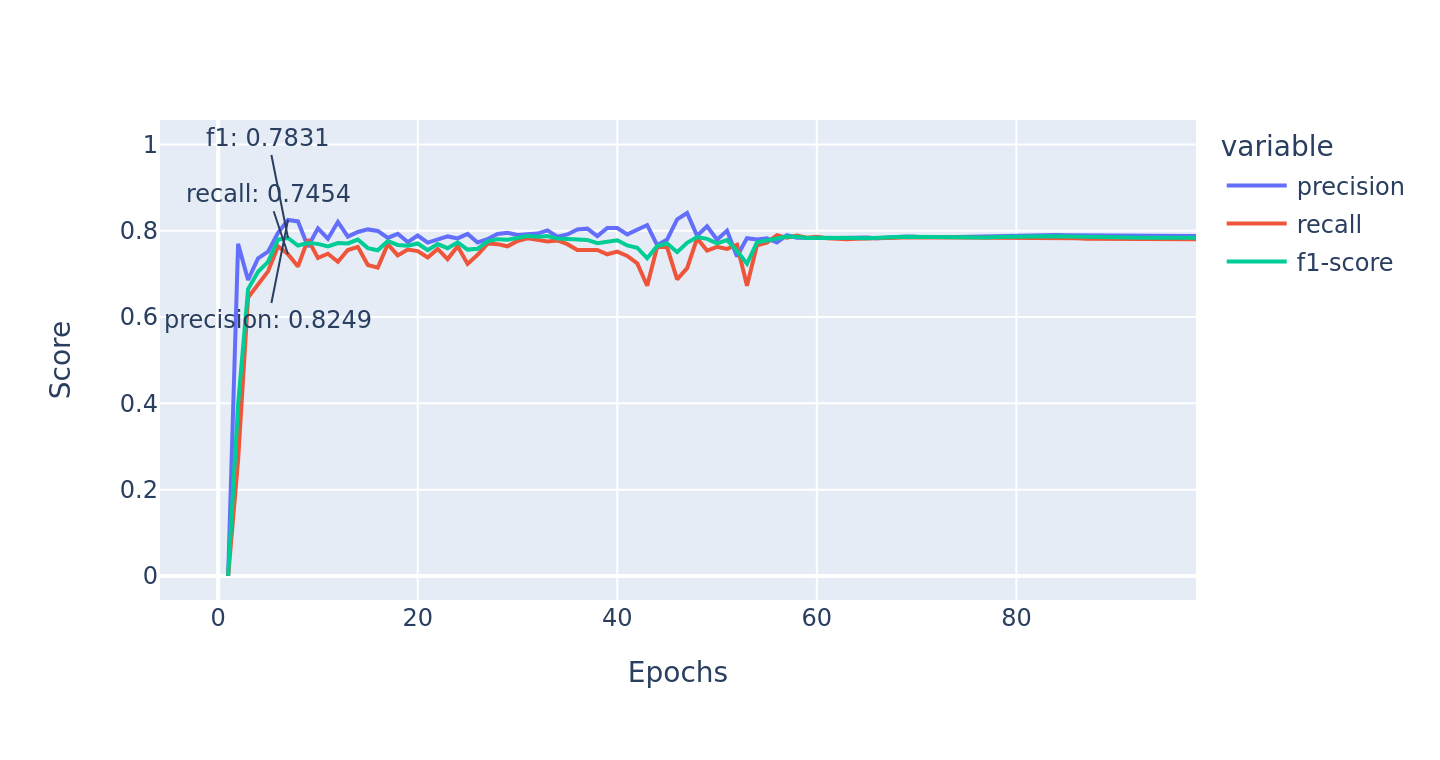 f1: 0.7831
recall: 0.7454
precision: 0.8249
1
0.8
0.6
0.4
0.2
0
Score
0 20 40 60 80
Epochs
variable
precision
recall
f1-score